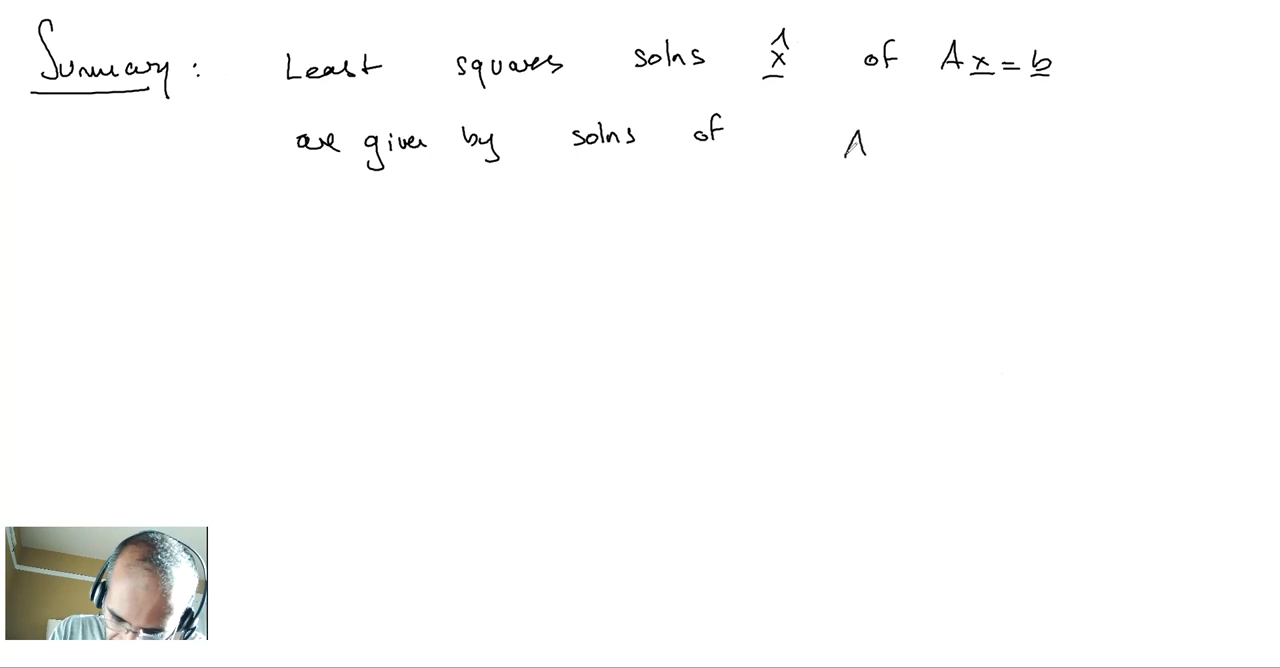 Summary: Least squares solns x̂ of Ax = b
are given by solns of A